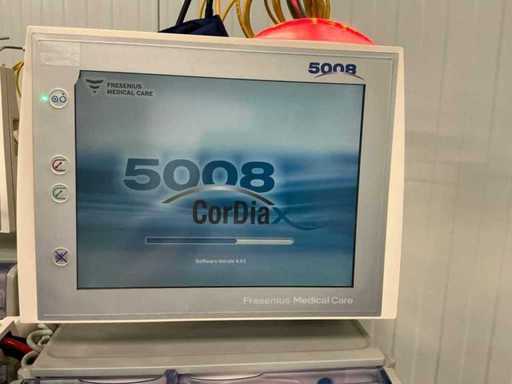 5008
FRESENIUS
MEDICAL CARE
5008
CorDiax
Fresenius Medical Care